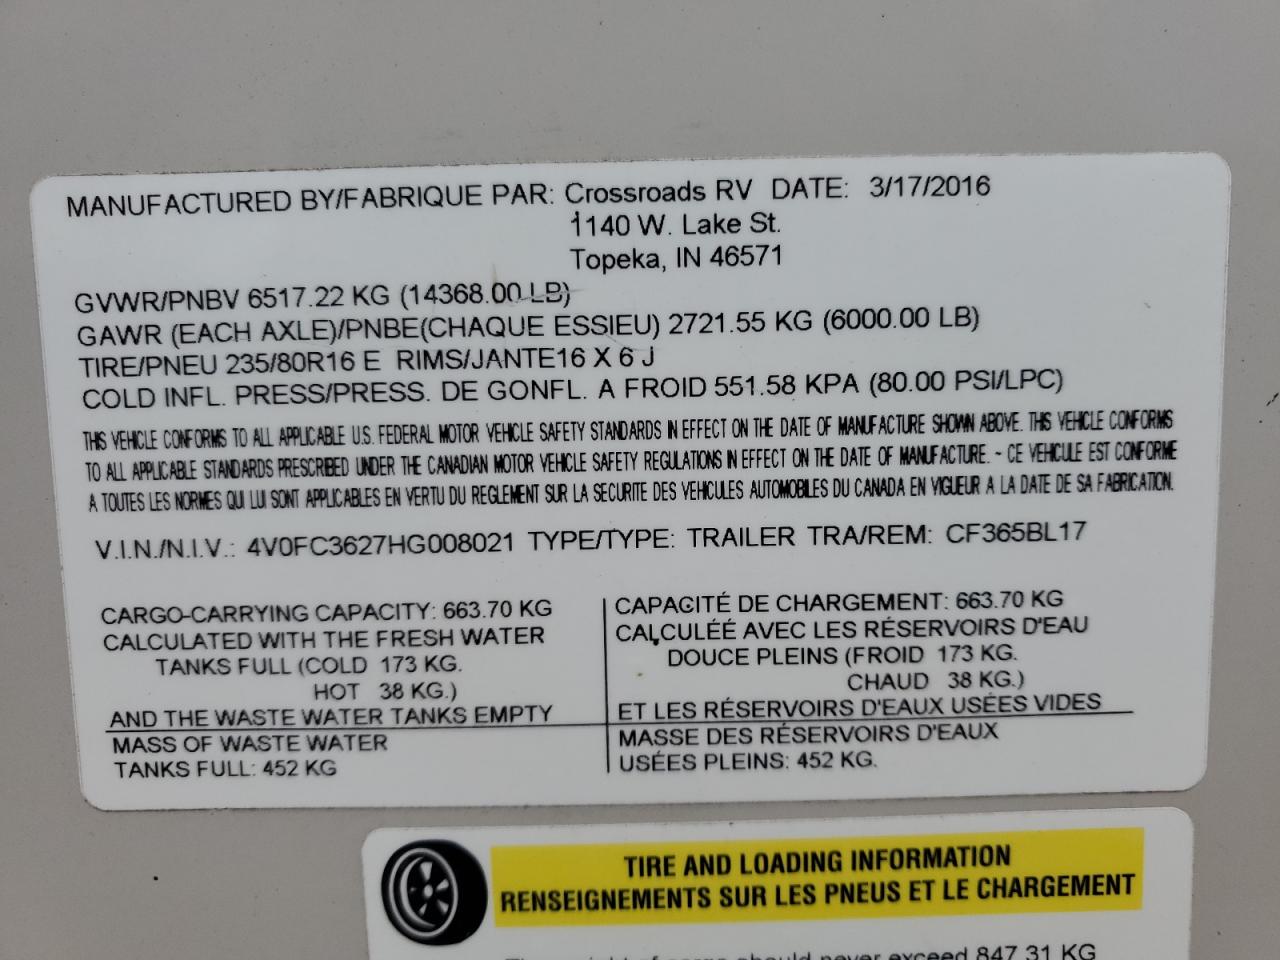 MANUFACTURED BY/FABRIQUE PAR: Crossroads RV DATE: 3/17/2016
1140 W. Lake St.
Topeka, IN 46571
GVWR/PNBV 6517.22 KG (14368.00 LB)
GAWR (EACH AXLE)/PNBE(CHAQUE ESSIEU) 2721.55 KG (6000.00 LB)
TIRE/PNEU 235/80R16 E RIMS/JANTE16 X 6 J
COLD INFL. PRESS/PRESS. DE GONFL. A FROID 551.58 KPA (80.00 PSI/LPC)
THIS VEHICLE CONFORMS TO ALL APPLICABLE U.S. FEDERAL MOTOR VEHICLE SAFETY STANDARDS IN EFFECT ON THE DATE OF MANUFACTURE SHOWN ABOVE. THIS VEHICLE CONFORMS
TO ALL APPLICABLE STANDARDS PRESCRIBED UNDER THE CANADIAN MOTOR VEHICLE SAFETY REGULATIONS IN EFFECT ON THE DATE OF MANUFACTURE. - CE VEHICULE EST CONFORME
A TOUTES LES NORMES QUI LUI SONT APPLICABLES EN VERTU DU REGLEMENT SUR LA SECURITE DES VEHICULES AUTOMOBILES DU CANADA EN VIGUEUR A LA DATE DE SA FABRICATION.
V.I.N./N.I.V.: 4V0FC3627HG008021 TYPE/TYPE: TRAILER TRA/REM: CF365BL17
CARGO-CARRYING CAPACITY: 663.70 KG
CALCULATED WITH THE FRESH WATER
TANKS FULL (COLD 173 KG.
HOT 38 KG.)
AND THE WASTE WATER TANKS EMPTY
MASS OF WASTE WATER
TANKS FULL: 452 KG
CAPACITÉ DE CHARGEMENT: 663.70 KG
CALCULÉE AVEC LES RÉSERVOIRS D'EAU
DOUCE PLEINS (FROID 173 KG.
CHAUD 38 KG.)
ET LES RÉSERVOIRS D'EAUX USÉES VIDES
MASSE DES RÉSERVOIRS D'EAUX
USÉES PLEINS: 452 KG.
TIRE AND LOADING INFORMATION
RENSEIGNEMENTS SUR LES PNEUS ET LE CHARGEMENT
of cargo should never exceed 847.31 KG